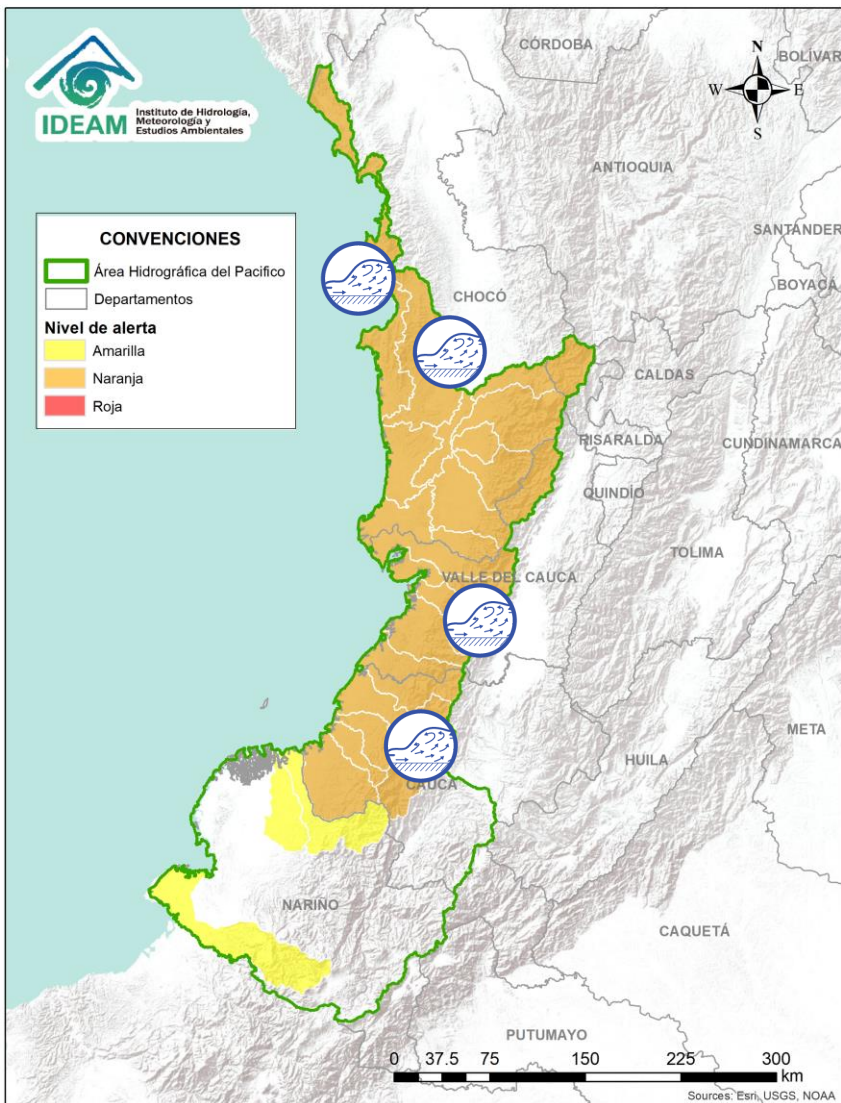 IDEAM
Instituto de Hidrología,
Meteorología y
Estudios Ambientales
N
W
E
S
CÓRDOBA
BOLÍVAR
ANTIOQUIA
SANTANDER
BOYACÁ
CHOCÓ
CALDAS
RISARALDA
CUNDINAMARCA
QUINDÍO
TOLIMA
VALLE DEL CAUCA
META
HUILA
CAUCA
NARIÑO
CAQUETÁ
PUTUMAYO
CONVENCIONES
Área Hidrográfica del Pacifico
Departamentos
Nivel de alerta
Amarilla
Naranja
Roja
0 37.5 75 150 225 300
km
Sources: Esri, USGS, NOAA